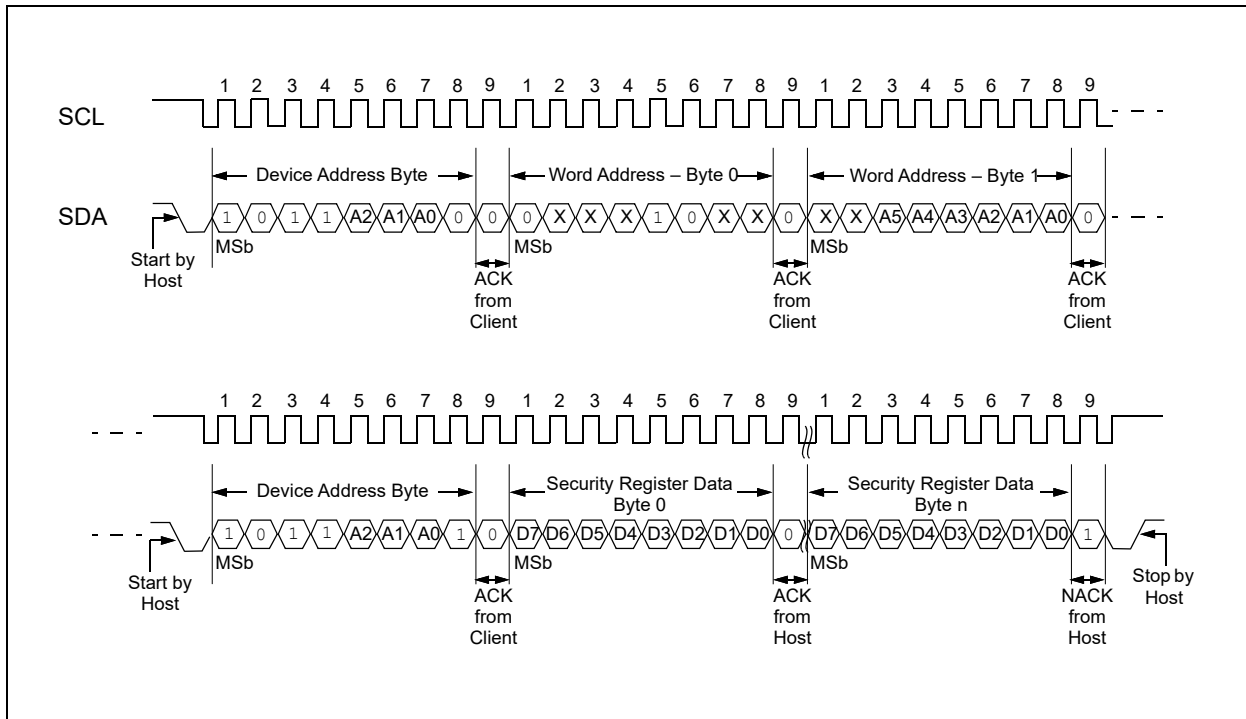 1 2 3 4 5 6 7 8 9 1 2 3 4 5 6 7 8 9 1 2 3 4 5 6 7 8 9
SCL
Device Address Byte Word Address – Byte 0 Word Address – Byte 1
SDA 1 0 1 1 A2 A1 A0 0 0 0 X X X 1 0 X X 0 X X A5 A4 A3 A2 A1 A0 0
MSb MSb MSb
Start by
Host
ACK
from
Client
ACK
from
Client
ACK
from
Client
1 2 3 4 5 6 7 8 9 1 2 3 4 5 6 7 8 9 1 2 3 4 5 6 7 8 9
Device Address Byte
Security Register Data
Byte 0
Security Register Data
Byte n
1 0 1 1 A2 A1 A0 1 0 D7 D6 D5 D4 D3 D2 D1 D0 0 D7 D6 D5 D4 D3 D2 D1 D0 1
MSb MSb MSb
Start by
Host
ACK
from
Client
ACK
from
Host
NACK
from
Host
Stop by
Host